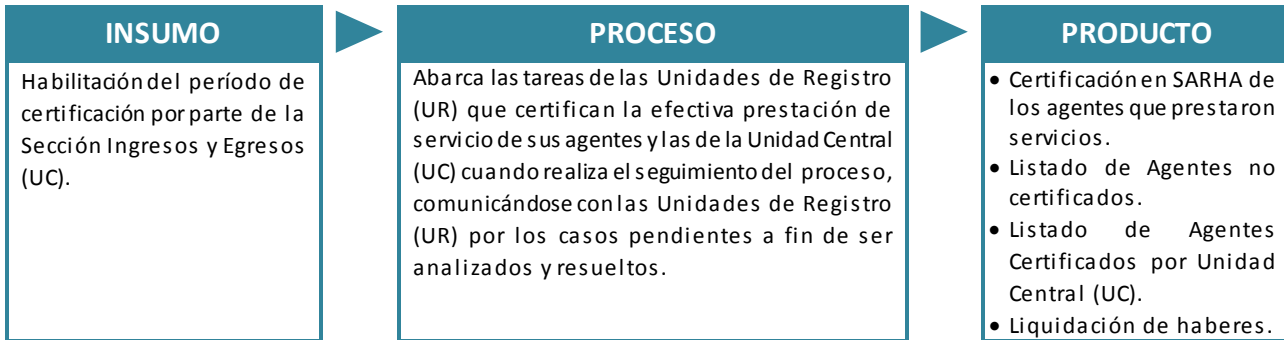 INSUMO
Habilitación del período de
certificación por parte de la
Sección Ingresos y Egresos
(UC).
PROCESO
Abarca las tareas de las Unidades de Registro
(UR) que certifican la efectiva prestación de
servicio de sus agentes y las de la Unidad Central
(UC) cuando realiza el seguimiento del proceso,
comunicándose con las Unidades de Registro
(UR) por los casos pendientes a fin de ser
analizados y resueltos.
PRODUCTO
• Certificación en SARHA de
los agentes que prestaron
servicios.
• Listado de Agentes no
certificados.
• Listado de Agentes
Certificados por Unidad
Central (UC).
• Liquidación de haberes.